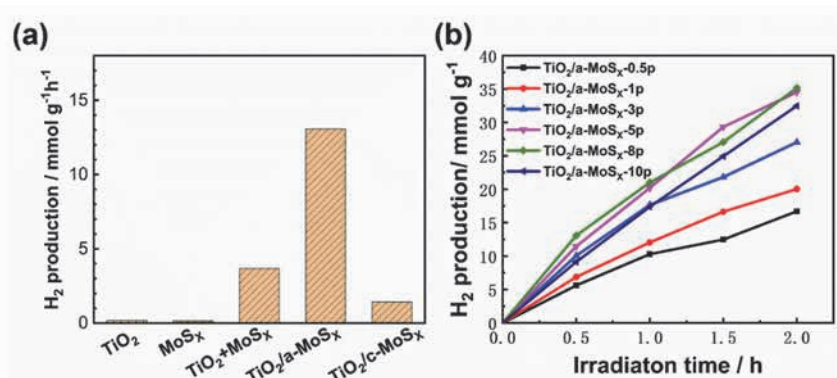 (a)
H₂ production / mmol g⁻¹h⁻¹
15
10
5
0
TiO₂
MoSₓ
TiO₂+MoSₓ
TiO₂/a-MoSₓ
TiO₂/c-MoSₓ
(b)
H₂ production/ mmol g⁻¹
40
35
30
25
20
15
10
5
0
TiO₂/a-MoSₓ-0.5p
TiO₂/a-MoSₓ-1p
TiO₂/a-MoSₓ-3p
TiO₂/a-MoSₓ-5p
TiO₂/a-MoSₓ-8p
TiO₂/a-MoSₓ-10p
0.0 0.5 1.0 1.5 2.0
Irradiaton time / h